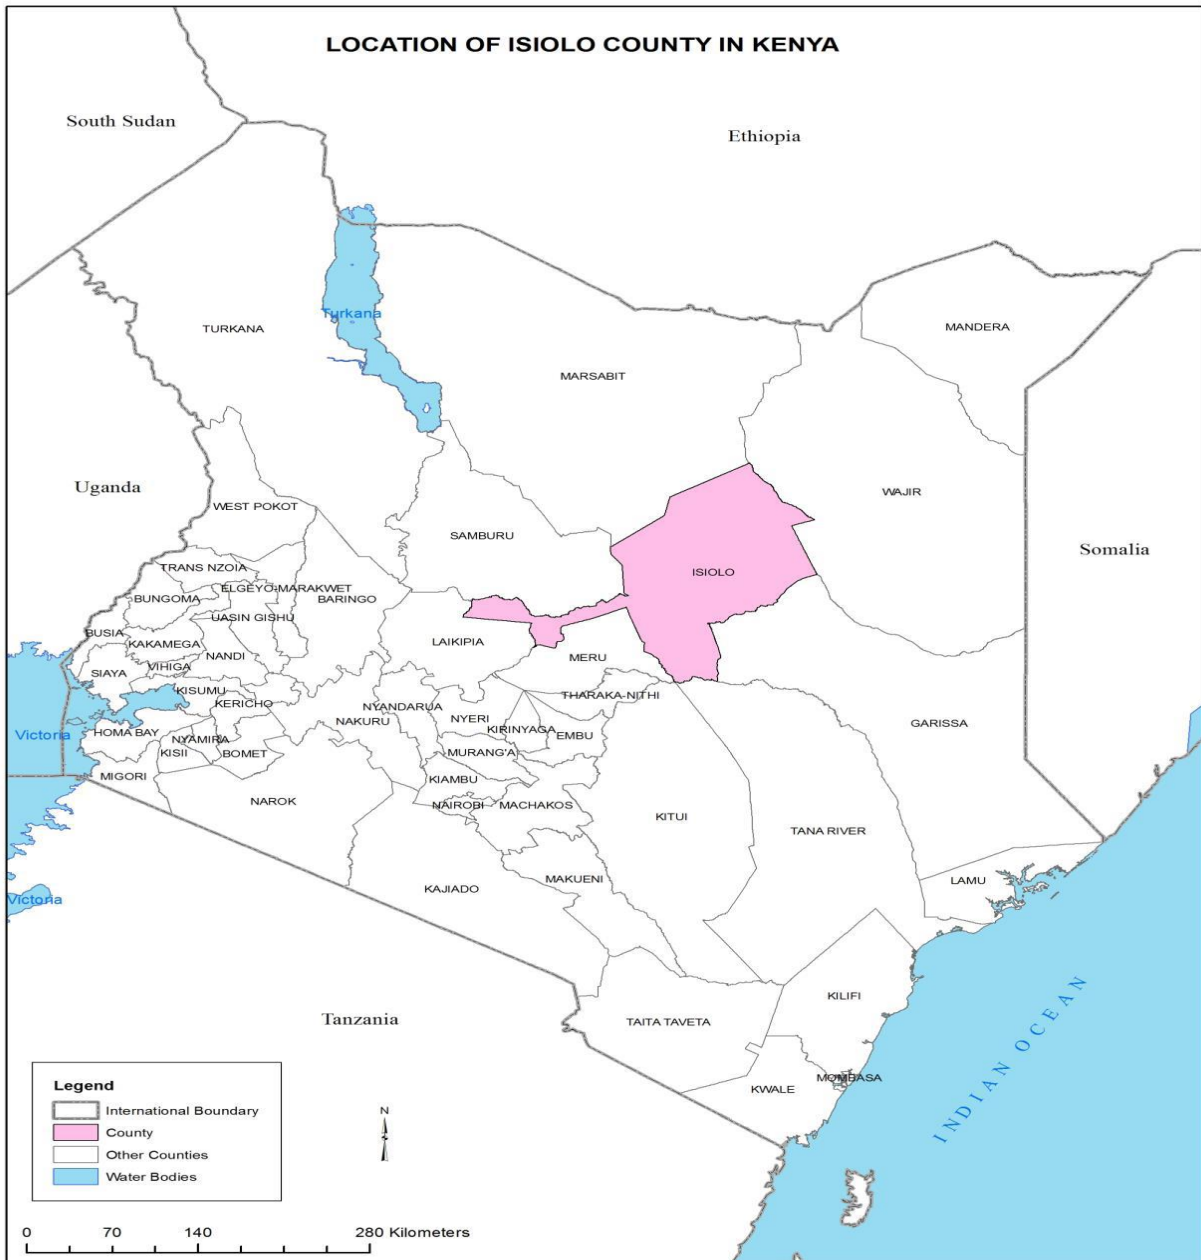 LOCATION OF ISIOLO COUNTY IN KENYA
South Sudan
Ethiopia
Turkana
TURKANA
MANDERA
MARSABIT
Uganda
WAJIR
WEST POKOT
SAMBURU
Somalia
TRANS NZOIA
ISIOLO
ELGEYO-MARAKWET
BUNGOMA
BARINGO
UASIN GISHU
BUSIA
KAKAMEGA
LAIKIPIA
NANDI
MERU
VIHIGA
SIAYA
KISUMU
THARAKA-NITHI
KERICHO
NYANDARUA
NYERI
NAKURU
GARISSA
KIRINYAGA
HOMA BAY
Victoria
NYAMIRA
EMBU
KISII
BOMET
MURANG'A
MIGORI
KIAMBU
NAROK
NAIROBI
MACHAKOS
KITUI
TANA RIVER
MAKUENI
LAMU
KAJIADO
Victoria
KILIFI
Tanzania
TAITA TAVETA
INDIAN OCEAN
MOMBASA
KWALE
Legend
International Boundary
County
Other Counties
Water Bodies
N
0 70 140 280 Kilometers